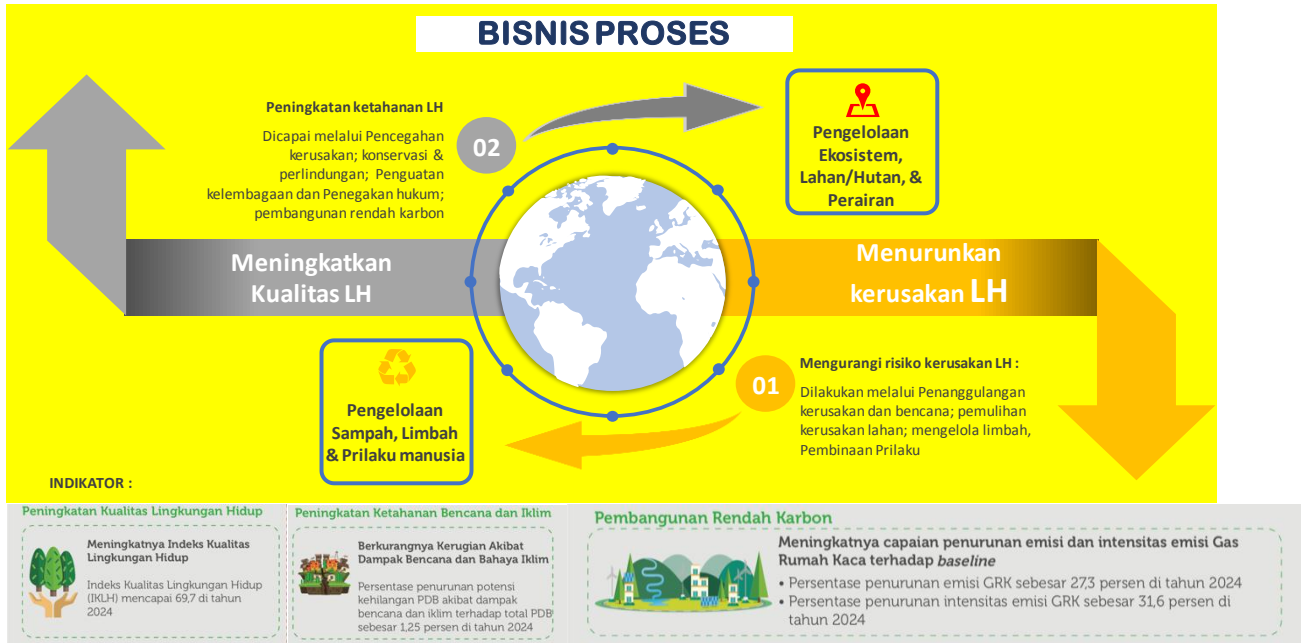 BISNIS PROSES
Peningkatan ketahanan LH
Dicapai melalui Pencegahan
kerusakan; konservasi &
perlindungan; Penguatan
kelembagaan dan Penegakan hukum;
pembangunan rendah karbon
02
Pengelolaan
Ekosistem,
Lahan/Hutan, &
Perairan
Meningkatkan
Kualitas LH
Menurunkan
kerusakan LH
Pengelolaan
Sampah, Limbah
& Prilaku manusia
01
Mengurangi risiko kerusakan LH :
Dilakukan melalui Penanggulangan
kerusakan dan bencana; pemulihan
kerusakan lahan; mengelola limbah,
Pembinaan Prilaku
INDIKATOR :
Peningkatan Kualitas Lingkungan Hidup
Meningkatnya Indeks Kualitas
Lingkungan Hidup
Indeks Kualitas Lingkungan Hidup
(IKLH) mencapai 69,7 di tahun
2024
Peningkatan Ketahanan Bencana dan Iklim
Berkurangnya Kerugian Akibat
Dampak Bencana dan Bahaya Iklim
Persentase penurunan potensi
kehilangan PDB akibat dampak
bencana dan iklim terhadap total PDB
sebesar 1,25 persen di tahun 2024
Pembangunan Rendah Karbon
Meningkatnya capaian penurunan emisi dan intensitas emisi Gas
Rumah Kaca terhadap baseline
• Persentase penurunan emisi GRK sebesar 27,3 persen di tahun 2024
• Persentase penurunan intensitas emisi GRK sebesar 31,6 persen di
tahun 2024